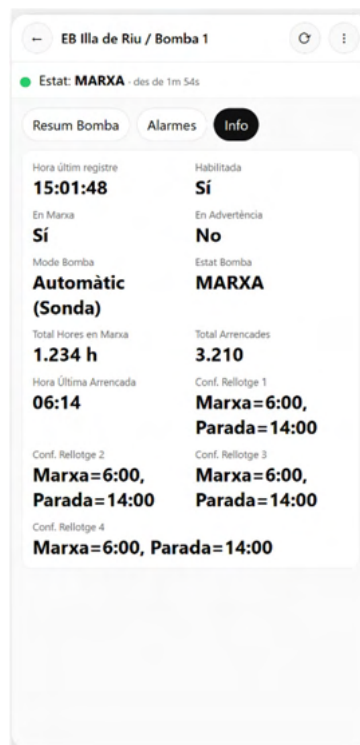 ← EB Illa de Riu / Bomba 1
Estat: MARXA - des de 1m 54s
Resum Bomba Alarmes Info
Hora últim registre Habilitada
15:01:48 Sí
En Marxa En Advertència
Sí No
Mode Bomba Estat Bomba
Automàtic MARXA
(Sonda)
Total Hores en Marxa Total Arrencades
1.234 h 3.210
Hora Última Arrencada Conf. Rellotge 1
06:14 Marxa=6:00,
Parada=14:00
Conf. Rellotge 2 Conf. Rellotge 3
Marxa=6:00, Marxa=6:00,
Parada=14:00 Parada=14:00
Conf. Rellotge 4
Marxa=6:00, Parada=14:00